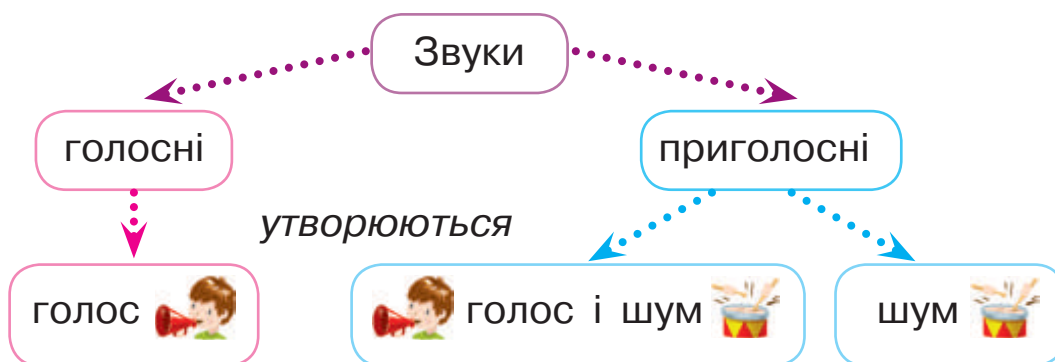 Звуки
голосні
приголосні
утворюються
голос
голос і шум
шум